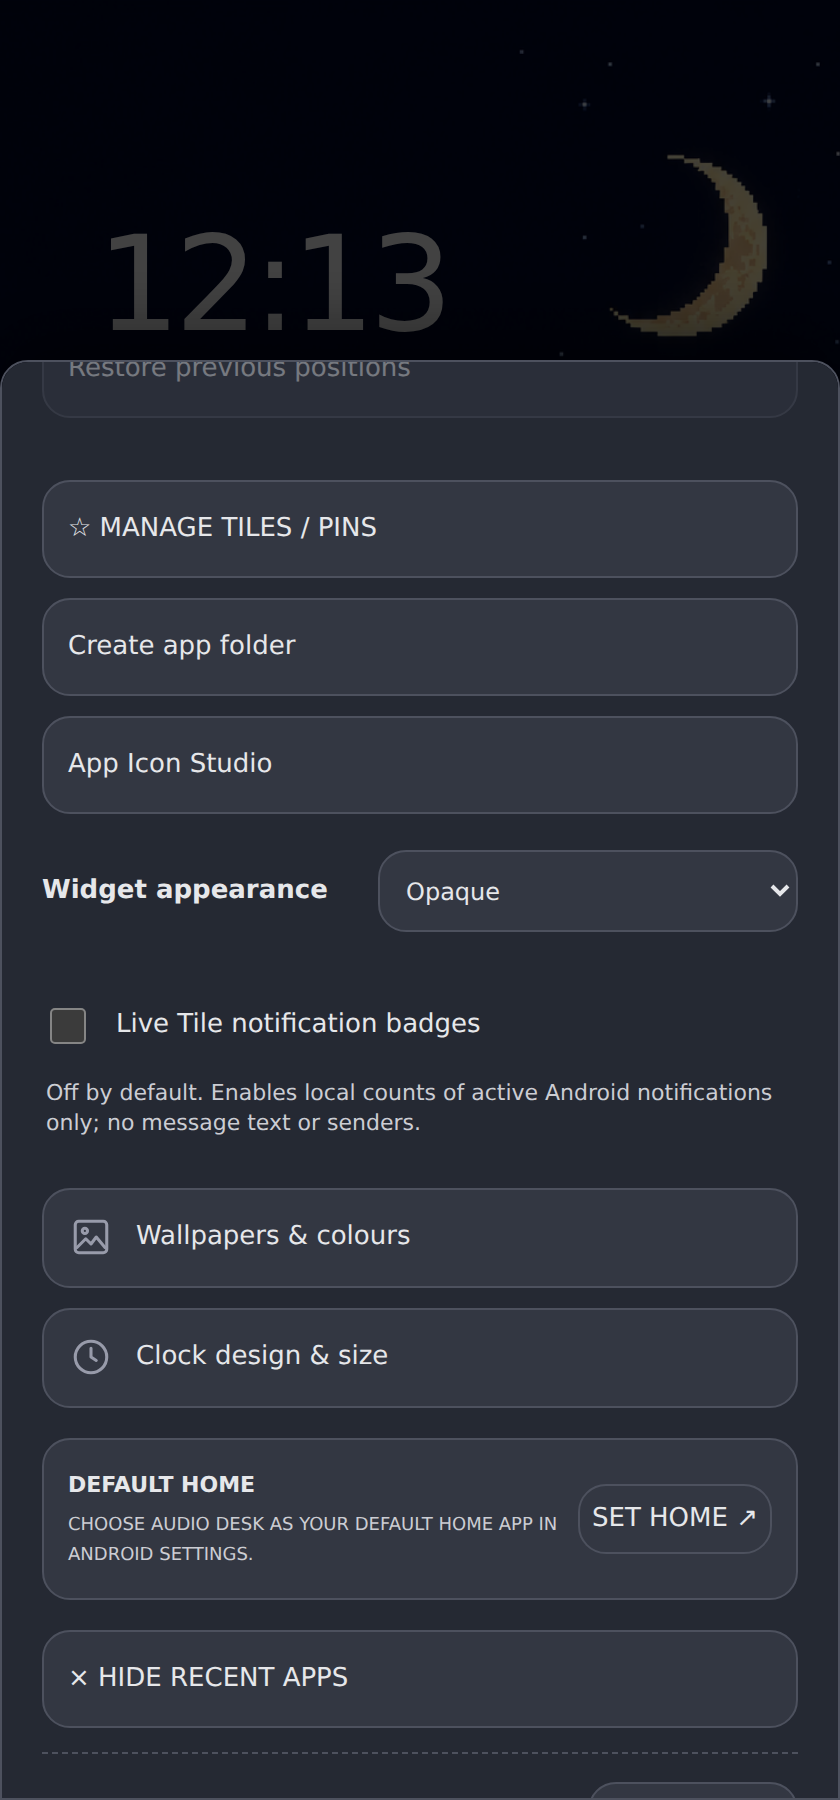 12:13
Restore previous positions
☆ MANAGE TILES / PINS
Create app folder
App Icon Studio
Widget appearance
Opaque
Live Tile notification badges
Off by default. Enables local counts of active Android notifications
only; no message text or senders.
Wallpapers & colours
Clock design & size
DEFAULT HOME
CHOOSE AUDIO DESK AS YOUR DEFAULT HOME APP IN
ANDROID SETTINGS.
SET HOME ↗
× HIDE RECENT APPS